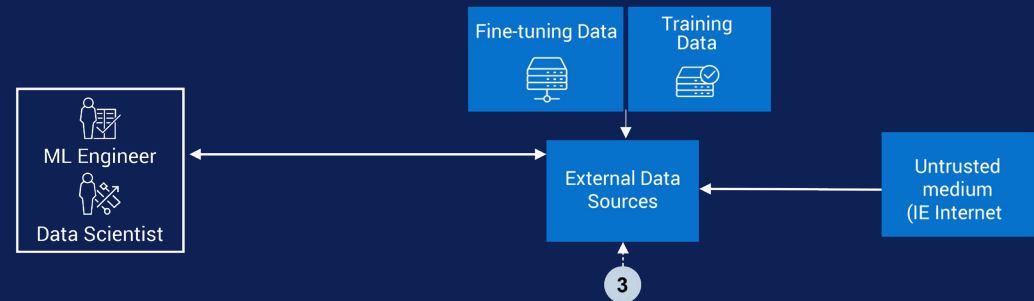 Fine-tuning Data
Training
Data
ML Engineer
Data Scientist
External Data
Sources
Untrusted
medium
(IE Internet
3